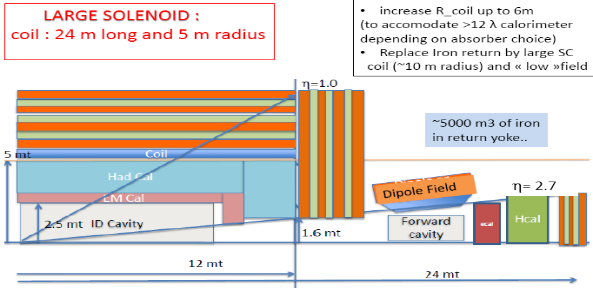 LARGE SOLENOID :
coil : 24 m long and 5 m radius
• increase R_coil up to 6m
(to accomodate >12 λ calorimeter
depending on absorber choice)
• Replace Iron return by large SC
coil (~10 m radius) and « low »field
η=1.0
~5000 m3 of iron
in return yoke..
5 mt
Coil
Had Cal
EM Cal
2.5 mt
ID Cavity
1.6 mt
Dipole Field
η= 2.7
Forward
cavity
ecal
Hcal
12 mt
24 mt